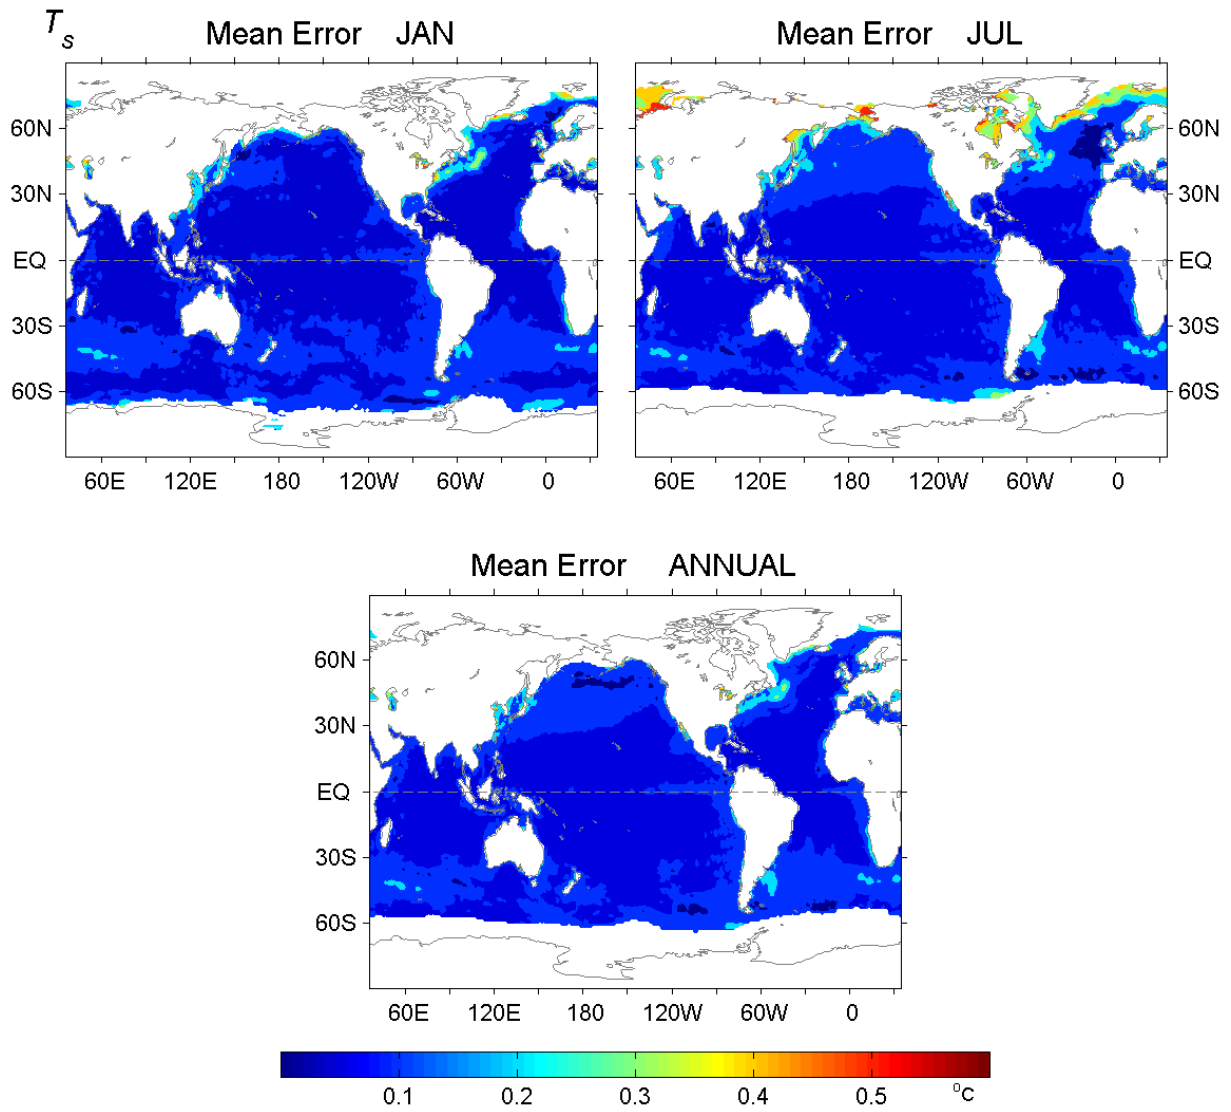 Ts
Mean Error JAN
Mean Error JUL
60N
30N
EQ
30S
60S
60N
30N
EQ
30S
60S
60E 120E 180 120W 60W 0
60E 120E 180 120W 60W 0
Mean Error ANNUAL
60N
30N
EQ
30S
60S
60E 120E 180 120W 60W 0
0.1 0.2 0.3 0.4 0.5 °C